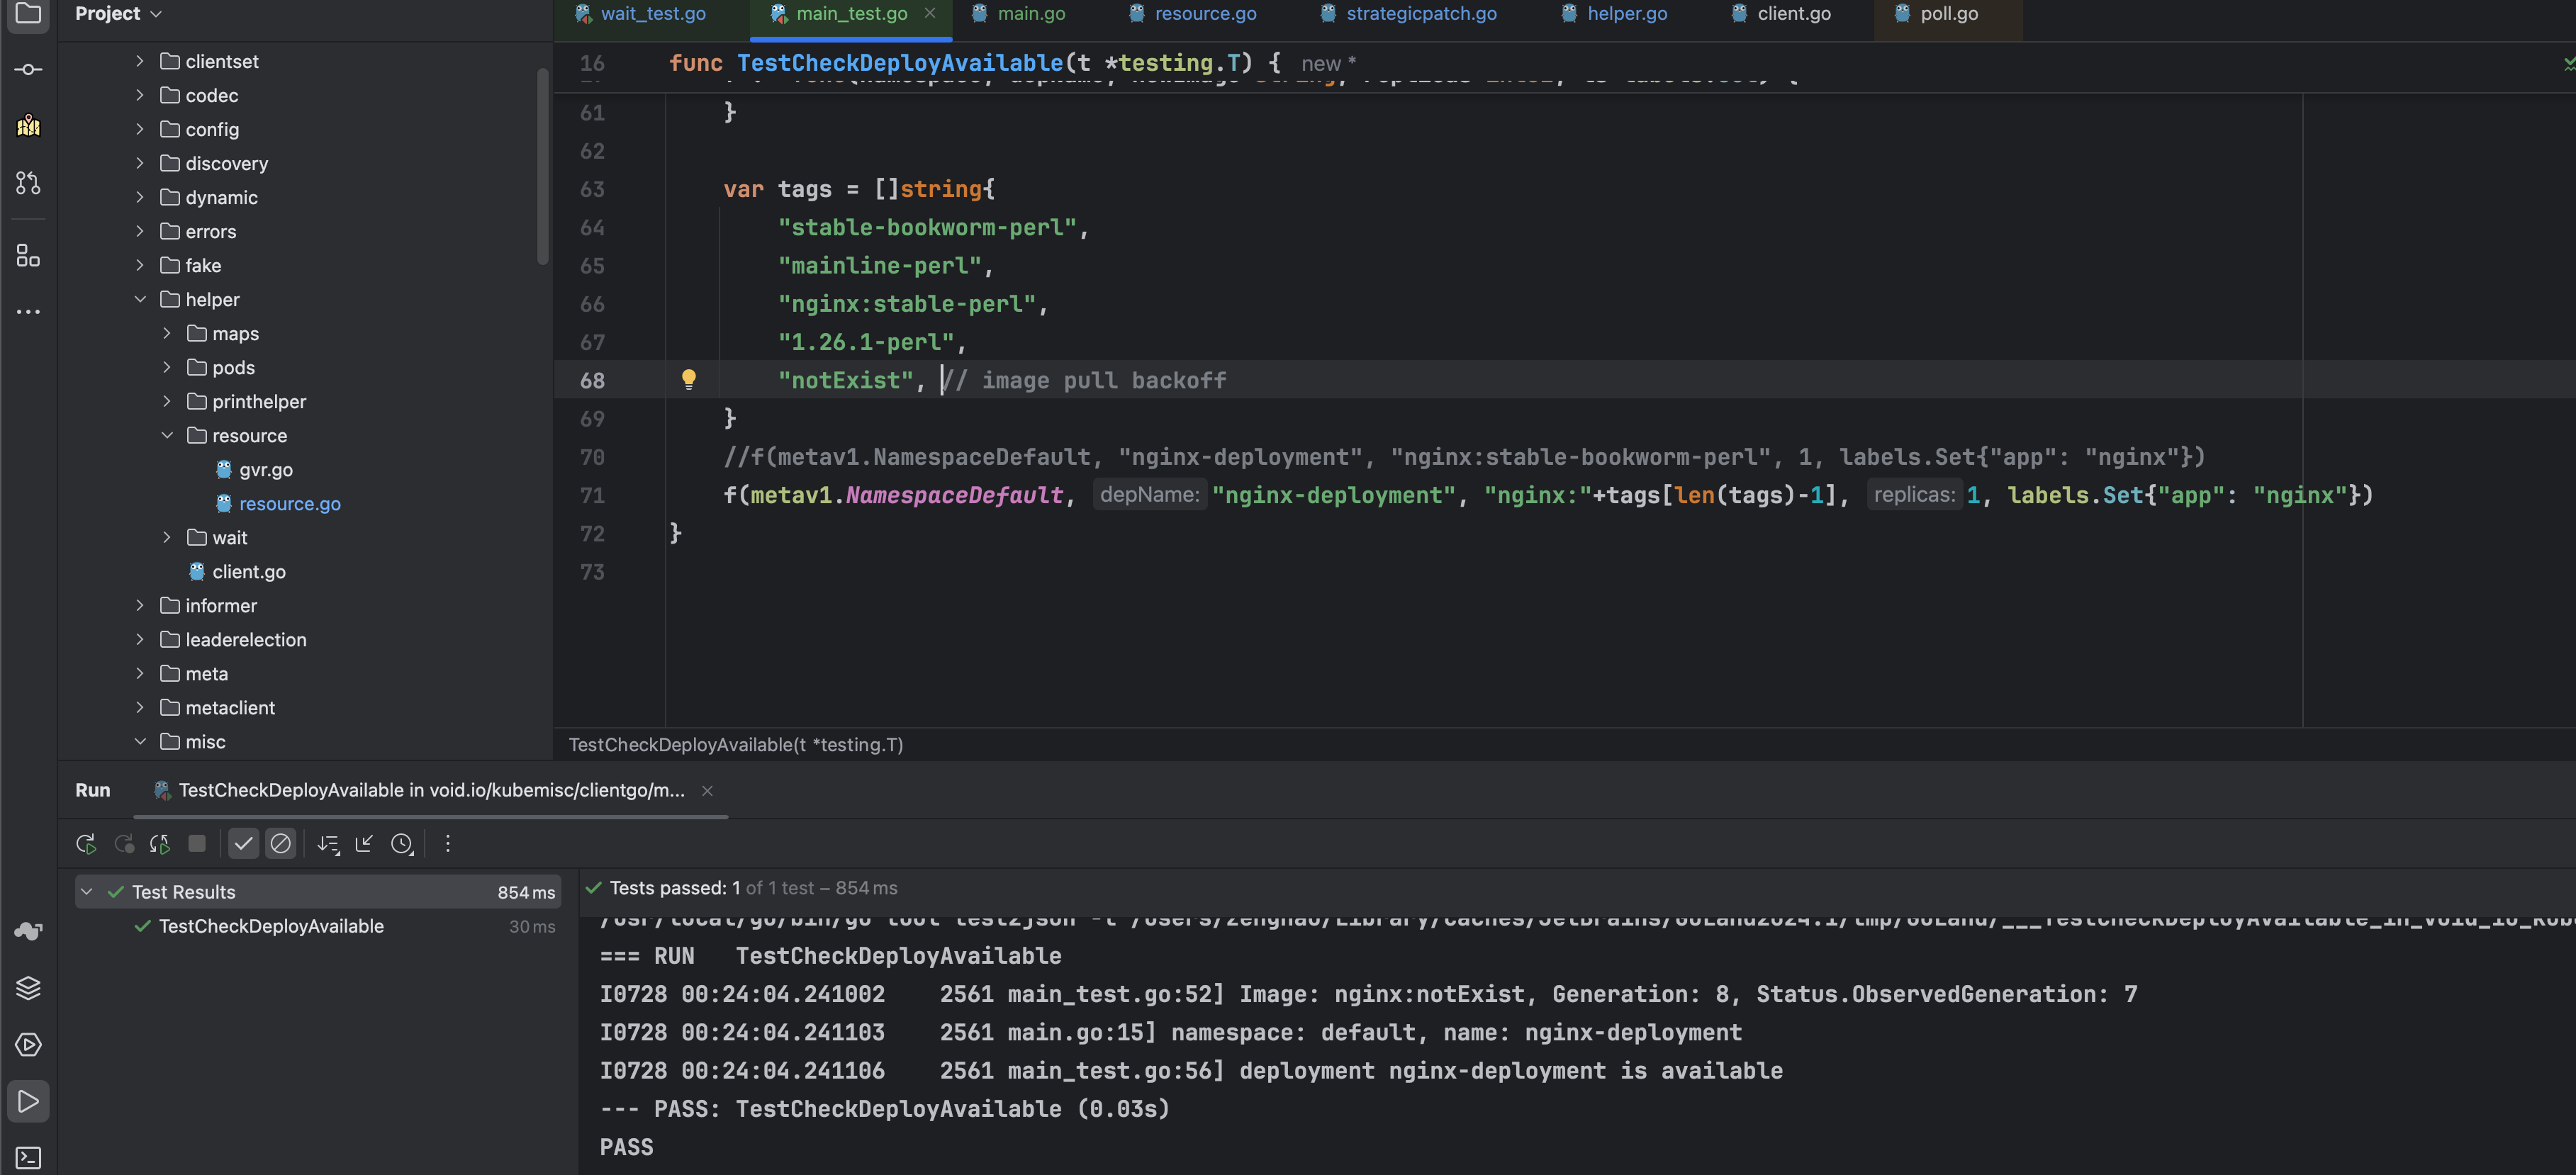 Project
wait_test.go
main_test.go
main.go
resource.go
strategicpatch.go
helper.go
client.go
poll.go
clientset
codec
config
discovery
dynamic
errors
fake
helper
maps
pods
printhelper
resource
gvr.go
resource.go
wait
client.go
informer
leaderelection
meta
metaclient
misc
16 func TestCheckDeployAvailable(t *testing.T) { new *
61 }
62
63 var tags = []string{
64 "stable-bookworm-perl",
65 "mainline-perl",
66 "nginx:stable-perl",
67 "1.26.1-perl",
68 "notExist", // image pull backoff
69 }
70 //f(metav1.NamespaceDefault, "nginx-deployment", "nginx:stable-bookworm-perl", 1, labels.Set{"app": "nginx"})
71 f(metav1.NamespaceDefault, depName: "nginx-deployment", "nginx:"+tags[len(tags)-1], replicas: 1, labels.Set{"app": "nginx"})
72 }
73
TestCheckDeployAvailable(t *testing.T)
Run TestCheckDeployAvailable in void.io/kubemisc/clientgo/m...
Test Results 854 ms
TestCheckDeployAvailable 30 ms
Tests passed: 1 of 1 test – 854 ms
=== RUN TestCheckDeployAvailable
I0728 00:24:04.241002 2561 main_test.go:52] Image: nginx:notExist, Generation: 8, Status.ObservedGeneration: 7
I0728 00:24:04.241103 2561 main.go:15] namespace: default, name: nginx-deployment
I0728 00:24:04.241106 2561 main_test.go:56] deployment nginx-deployment is available
--- PASS: TestCheckDeployAvailable (0.03s)
PASS